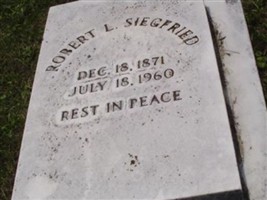 ROBERT L. SIEGFRIED
DEC. 18, 1871
JULY 18, 1960
REST IN PEACE